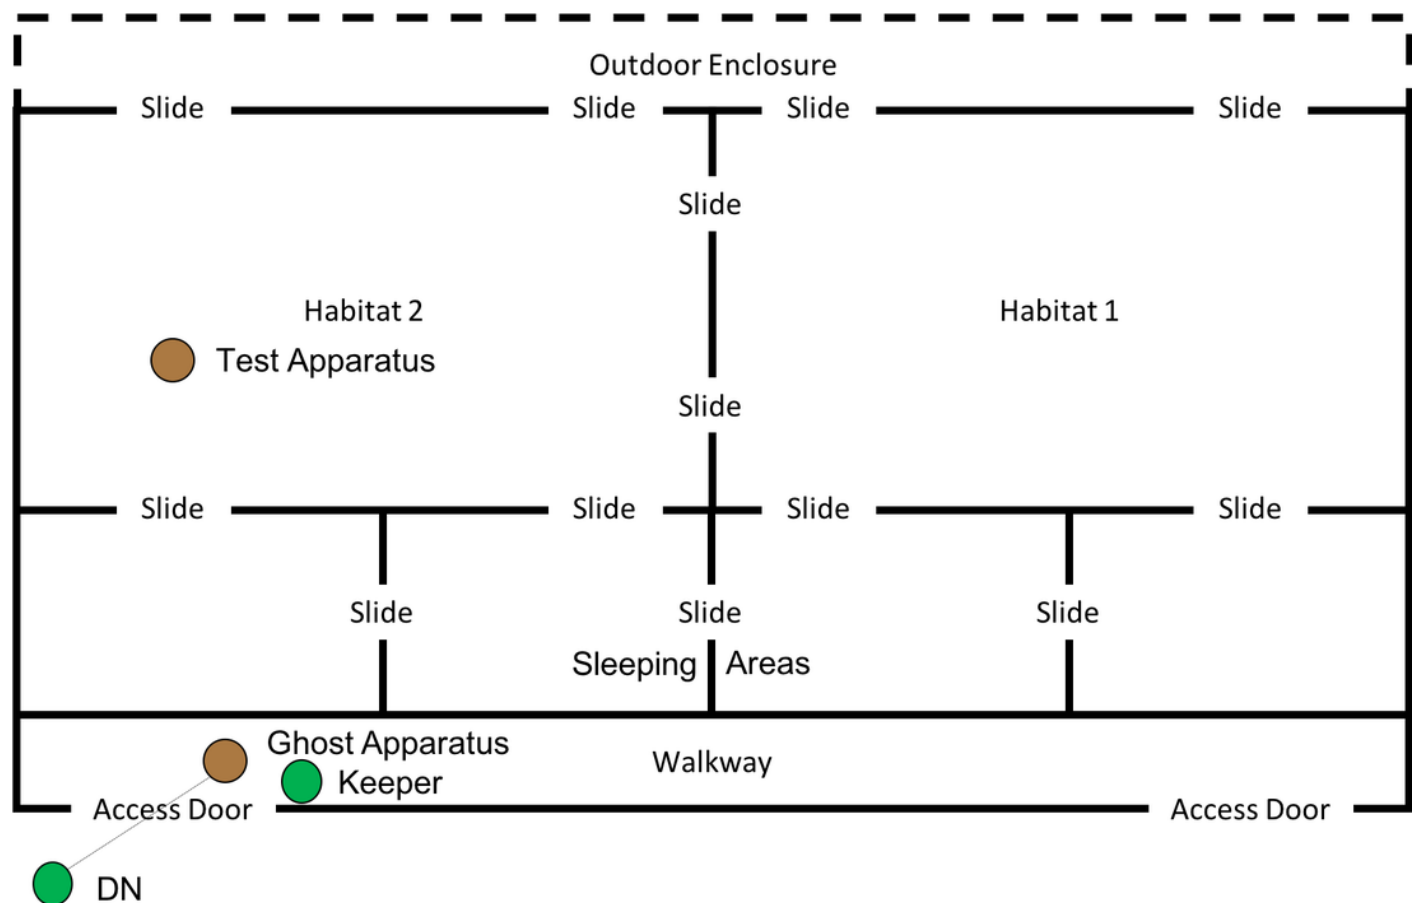 Outdoor Enclosure
Slide Slide Slide Slide
Slide
Habitat 2 Habitat 1
Test Apparatus
Slide
Slide Slide Slide Slide
Slide Slide Slide
Sleeping Areas
Ghost Apparatus
Walkway
Keeper
Access Door Access Door
DN